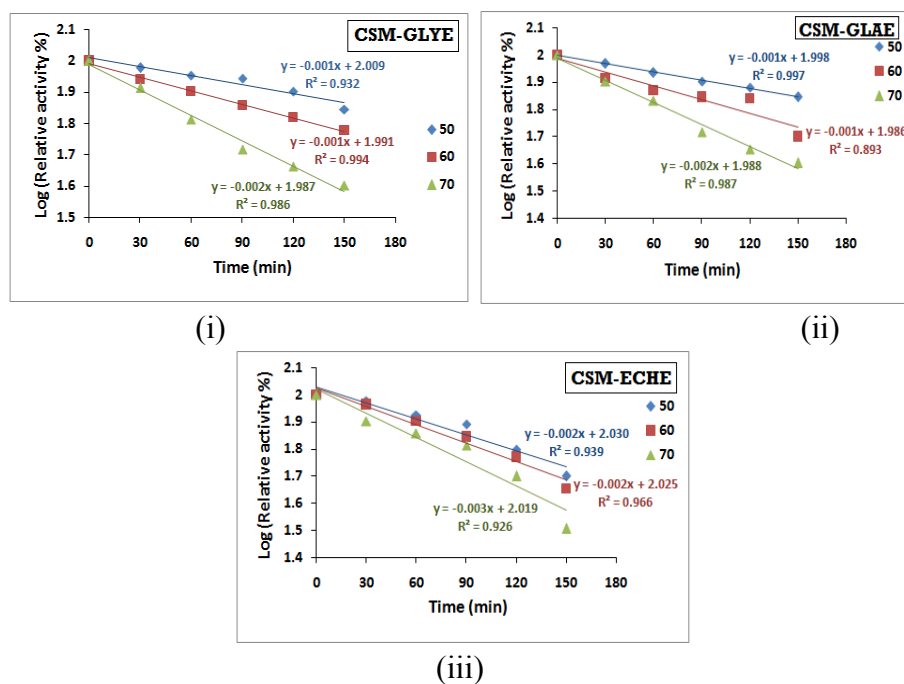 CSM-GLYE
Log (Relative activity %)
2.1
2
1.9
1.8
1.7
1.6
1.5
y = -0.001x + 2.009
R² = 0.932
y = -0.001x + 1.991
R² = 0.994
y = -0.002x + 1.987
R² = 0.986
50
60
70
0 30 60 90 120 150 180
Time (min)
(i)
CSM-GLAE
Log (Relative activity %)
2.1
2
1.9
1.8
1.7
1.6
1.5
1.4
y = -0.001x + 1.998
R² = 0.997
y = -0.001x + 1.986
R² = 0.893
y = -0.002x + 1.988
R² = 0.987
50
60
70
0 30 60 90 120 150 180
Time (min)
(ii)
CSM-ECHE
Log (Relative activity %)
2.1
2
1.9
1.8
1.7
1.6
1.5
1.4
y = -0.002x + 2.030
R² = 0.939
y = -0.002x + 2.025
R² = 0.966
y = -0.003x + 2.019
R² = 0.926
50
60
70
0 30 60 90 120 150 180
Time (min)
(iii)